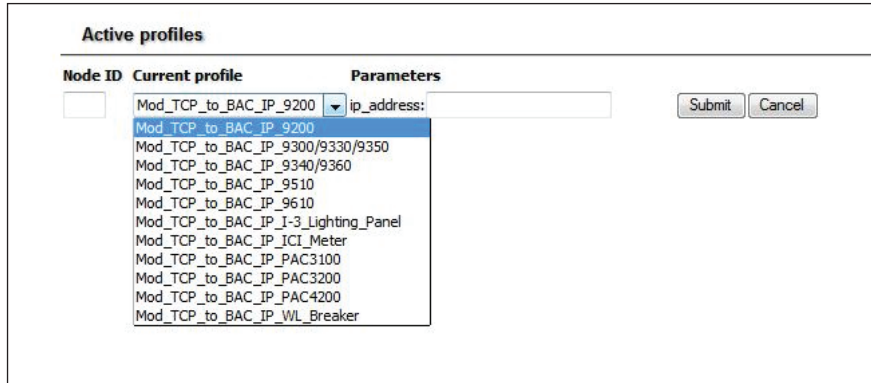 Active profiles
Node ID Current profile Parameters
Mod_TCP_to_BAC_IP_9200 ip_address: Submit Cancel
Mod_TCP_to_BAC_IP_9200
Mod_TCP_to_BAC_IP_9300/9330/9350
Mod_TCP_to_BAC_IP_9340/9360
Mod_TCP_to_BAC_IP_9510
Mod_TCP_to_BAC_IP_9610
Mod_TCP_to_BAC_IP_I-3_Lighting_Panel
Mod_TCP_to_BAC_IP_ICI_Meter
Mod_TCP_to_BAC_IP_PAC3100
Mod_TCP_to_BAC_IP_PAC3200
Mod_TCP_to_BAC_IP_PAC4200
Mod_TCP_to_BAC_IP_WL_Breaker